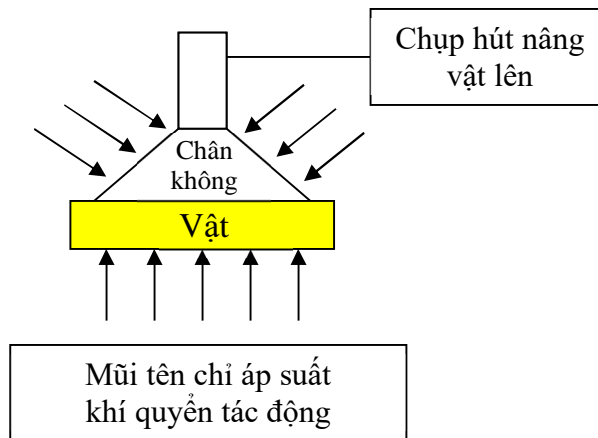 Chụp hút nâng
vật lên
Chân
không
Vật
Mũi tên chỉ áp suất
khí quyển tác động